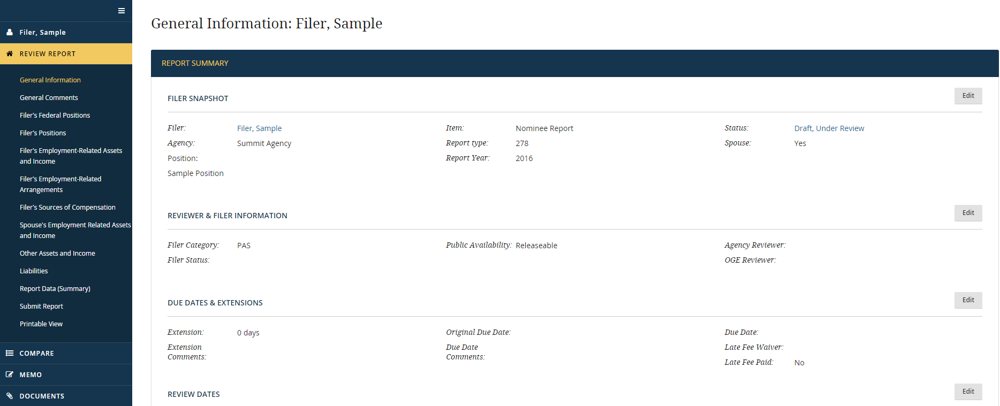 Filer, Sample
REVIEW REPORT
General Information
General Comments
Filer's Federal Positions
Filer's Positions
Filer's Employment-Related Assets
and Income
Filer's Employment-Related
Arrangements
Filer's Sources of Compensation
Spouse's Employment Related Assets
and Income
Other Assets and Income
Liabilities
Report Data (Summary)
Submit Report
Printable View
COMPARE
MEMO
DOCUMENTS
General Information: Filer, Sample
REPORT SUMMARY
FILER SNAPSHOT Edit
Filer: Filer, Sample Item: Nominee Report Status: Draft, Under Review
Agency: Summit Agency Report type: 278 Spouse: Yes
Position: Report Year: 2016
Sample Position
REVIEWER & FILER INFORMATION Edit
Filer Category: PAS Public Availability: Releaseable Agency Reviewer:
Filer Status: OGE Reviewer:
DUE DATES & EXTENSIONS Edit
Extension: 0 days Original Due Date: Due Date:
Extension Due Date Late Fee Waiver:
Comments: Comments:
Late Fee Paid: No
REVIEW DATES Edit